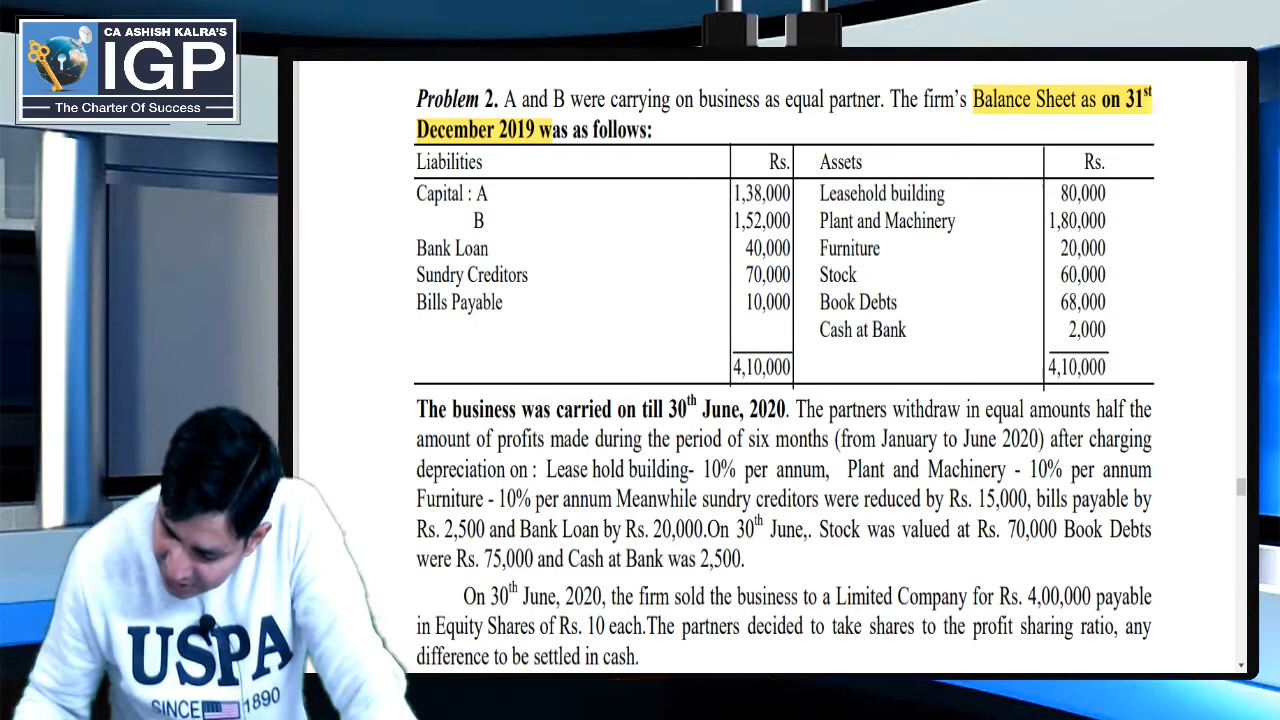 CA ASHISH KALRA'S
IGP
The Charter Of Success
Problem 2. A and B were carrying on business as equal partner. The firm's Balance Sheet as on 31st
December 2019 was as follows:
Liabilities Rs. Assets Rs.
Capital : A 1,38,000 Leasehold building 80,000
B 1,52,000 Plant and Machinery 1,80,000
Bank Loan 40,000 Furniture 20,000
Sundry Creditors 70,000 Stock 60,000
Bills Payable 10,000 Book Debts 68,000
Cash at Bank 2,000
4,10,000 4,10,000
The business was carried on till 30th June, 2020. The partners withdraw in equal amounts half the
amount of profits made during the period of six months (from January to June 2020) after charging
depreciation on : Lease hold building- 10% per annum, Plant and Machinery - 10% per annum
Furniture - 10% per annum Meanwhile sundry creditors were reduced by Rs. 15,000, bills payable by
Rs. 2,500 and Bank Loan by Rs. 20,000.On 30th June,. Stock was valued at Rs. 70,000 Book Debts
were Rs. 75,000 and Cash at Bank was 2,500.
On 30th June, 2020, the firm sold the business to a Limited Company for Rs. 4,00,000 payable
in Equity Shares of Rs. 10 each.The partners decided to take shares to the profit sharing ratio, any
difference to be settled in cash.
USPA
SINCE 1890